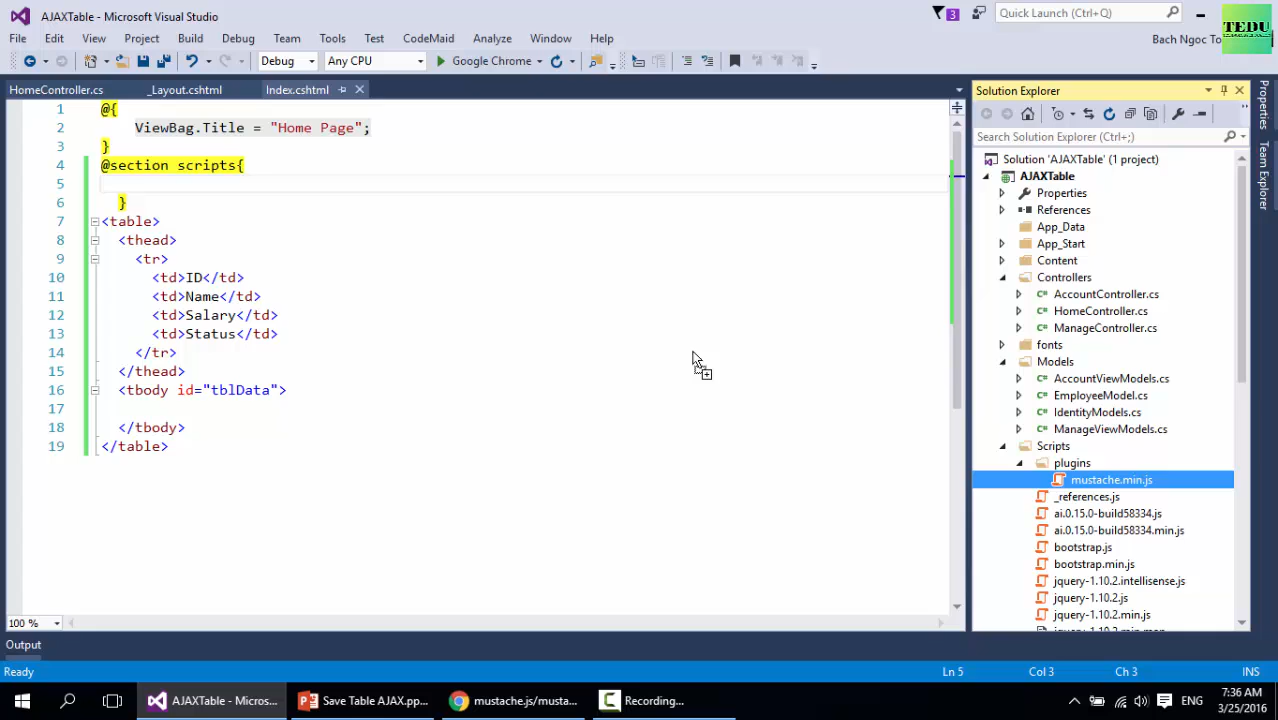 AJAXTable - Microsoft Visual Studio
3
Quick Launch (Ctrl+Q)
TEDU
File Edit View Project Build Debug Team Tools Test CodeMaid Analyze Window Help
Bach Ngoc To
Debug Any CPU Google Chrome
HomeController.cs _Layout.cshtml Index.cshtml
1 @{
2 ViewBag.Title = "Home Page";
3 }
4 @section scripts{
5
6 }
7 <table>
8 <thead>
9 <tr>
10 <td>ID</td>
11 <td>Name</td>
12 <td>Salary</td>
13 <td>Status</td>
14 </tr>
15 </thead>
16 <tbody id="tblData">
17
18 </tbody>
19 </table>
100 %
Solution Explorer
Search Solution Explorer (Ctrl+;)
Solution 'AJAXTable' (1 project)
AJAXTable
Properties
References
App_Data
App_Start
Content
Controllers
AccountController.cs
HomeController.cs
ManageController.cs
fonts
Models
AccountViewModels.cs
EmployeeModel.cs
IdentityModels.cs
ManageViewModels.cs
Scripts
plugins
mustache.min.js
_references.js
ai.0.15.0-build58334.js
ai.0.15.0-build58334.min.js
bootstrap.js
bootstrap.min.js
jquery-1.10.2.intellisense.js
jquery-1.10.2.js
jquery-1.10.2.min.js
Properties
Team Explorer
Output
Ready Ln 5 Col 3 Ch 3 INS
AJAXTable - Micros... Save Table AJAX.pp... mustache.js/musta... Recording... ENG
7:36 AM
3/25/2016